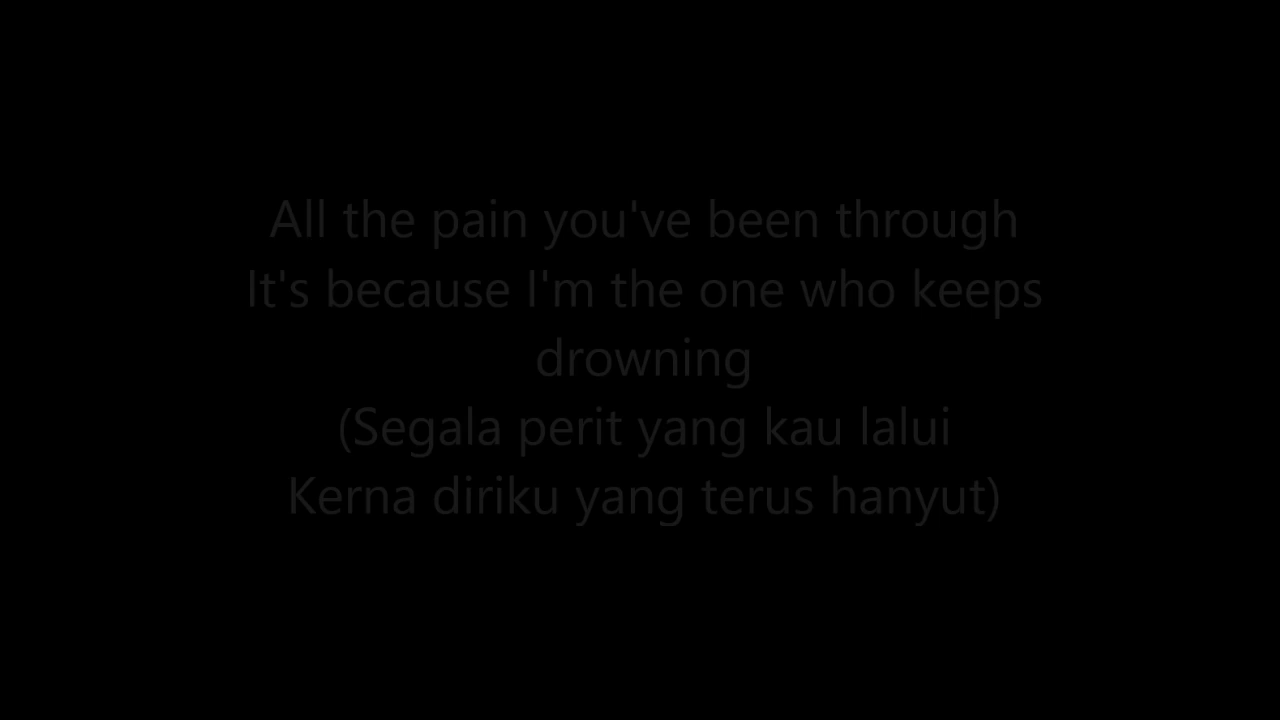 All the pain you've been through
It's because I'm the one who keeps
drowning
(Segala perit yang kau lalui
Kerna diriku yang terus hanyut)